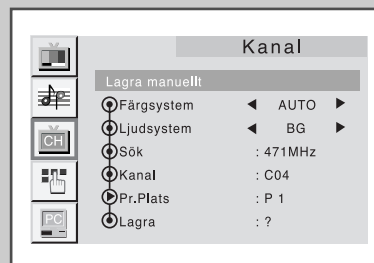 Kanal
Lagra manuellt
Färgsystem ◀ AUTO ▶
Ljudsystem ◀ BG ▶
CH
Sök : 471MHz
Kanal : C04
Pr.Plats : P 1
PC
Lagra : ?